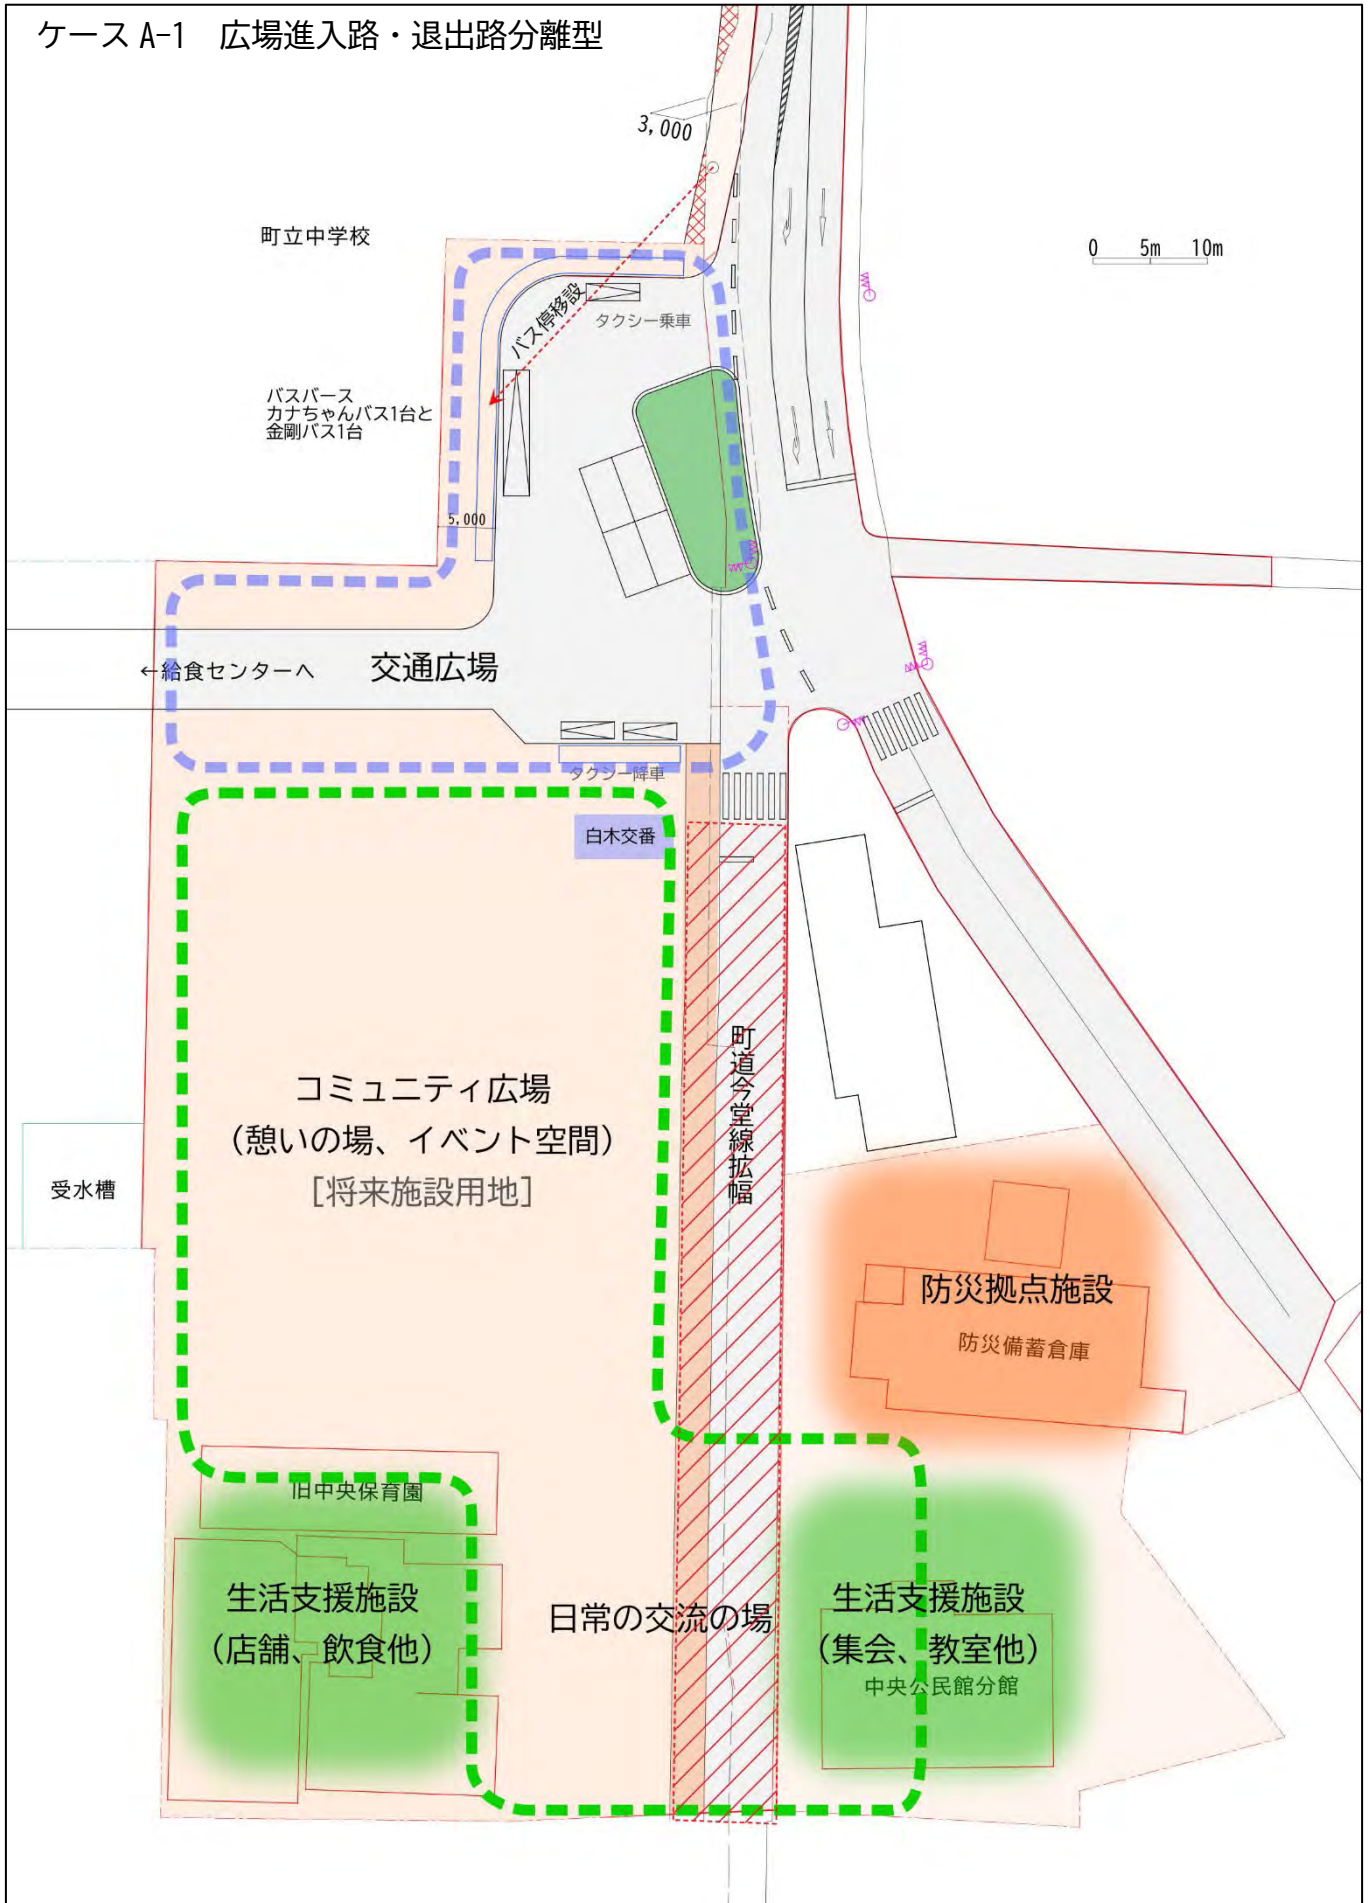 ケース A-1　広場進入路・退出路分離型
3,000
町立中学校
0 5m 10m
バス停移設
タクシー乗車
バスバース
カナちゃんバス1台と
金剛バス1台
5,000
←給食センターへ
交通広場
タクシー降車
白木交番
町道今堂線拡幅
コミュニティ広場
（憩いの場、イベント空間）
［将来施設用地］
受水槽
防災拠点施設
防災備蓄倉庫
旧中央保育園
生活支援施設
（店舗、飲食他）
日常の交流の場
生活支援施設
（集会、教室他）
中央公民館分館